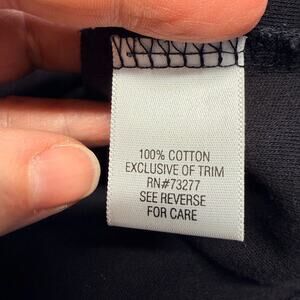 100% COTTON
EXCLUSIVE OF TRIM
RN#73277
SEE REVERSE
FOR CARE